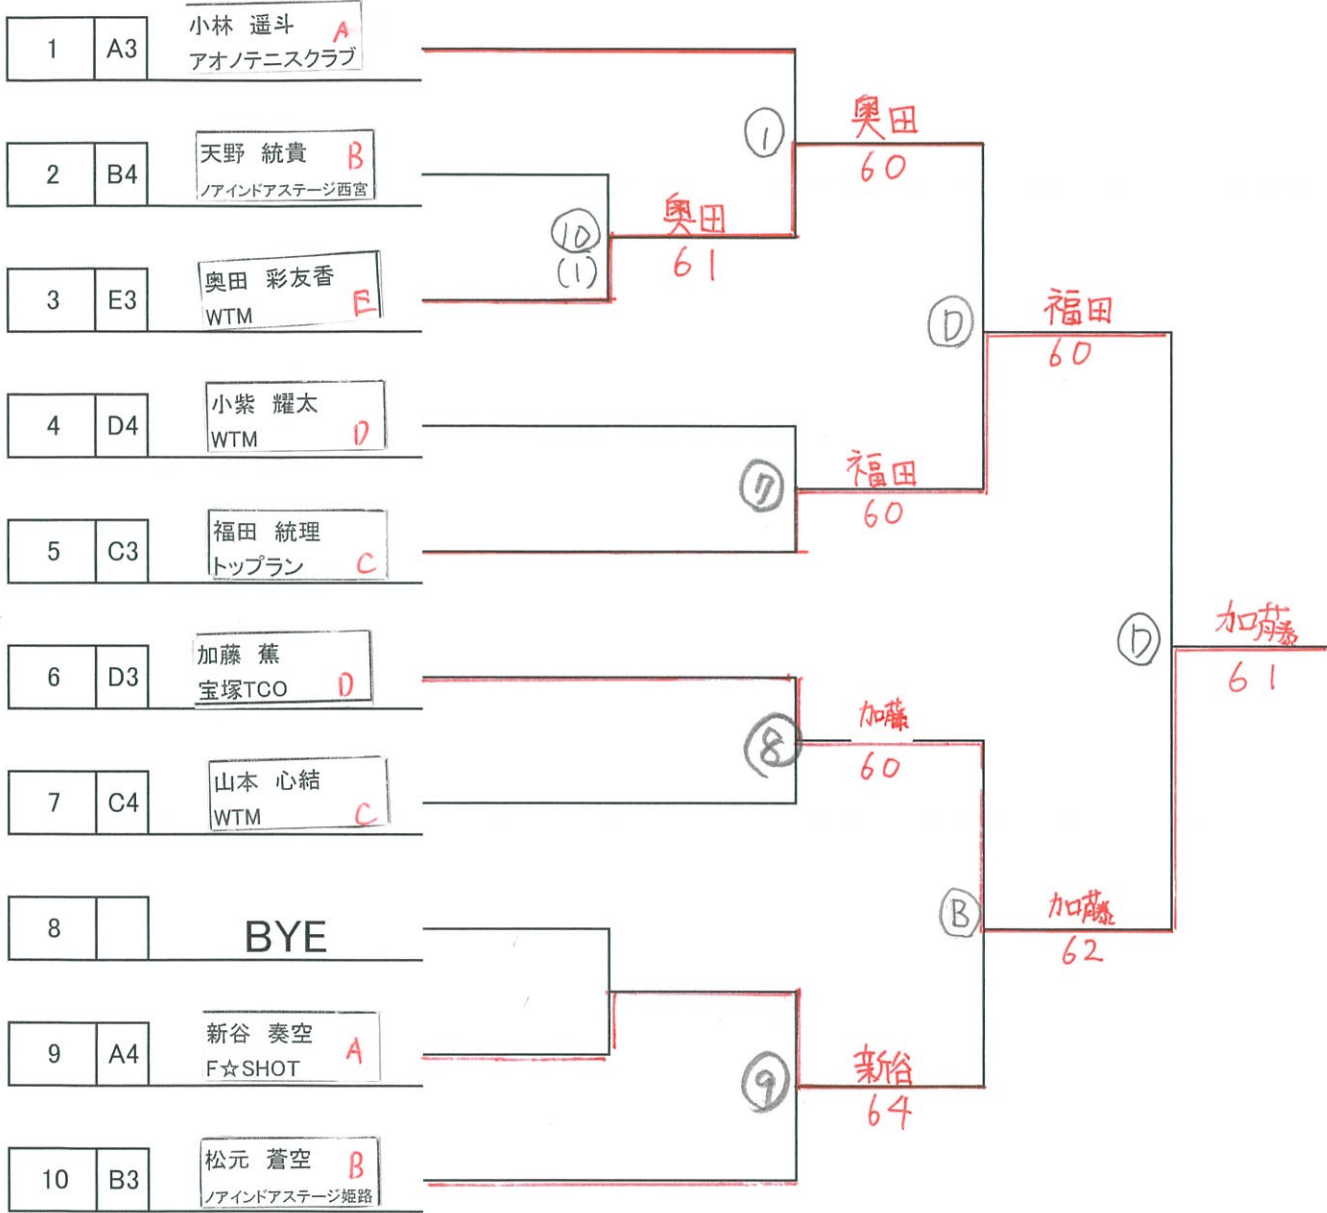 1 A3 小林 遥斗 A
アオノテニスクラブ
2 B4 天野 統貴 B
ノアインドアステージ西宮
3 E3 奥田 彩友香
WTM E
4 D4 小紫 耀太
WTM D
5 C3 福田 統理
トップラン C
6 D3 加藤 蕉
宝塚TCO D
7 C4 山本 心結
WTM C
8 BYE
9 A4 新谷 奏空 A
F☆SHOT
10 B3 松元 蒼空 B
ノアインドアステージ姫路
⑩
(1)
奥田
61
①
奥田
60
⑦
福田
60
D
福田
60
⑧
加藤
60
⑨
新谷
64
B
加藤
62
D
加藤
61